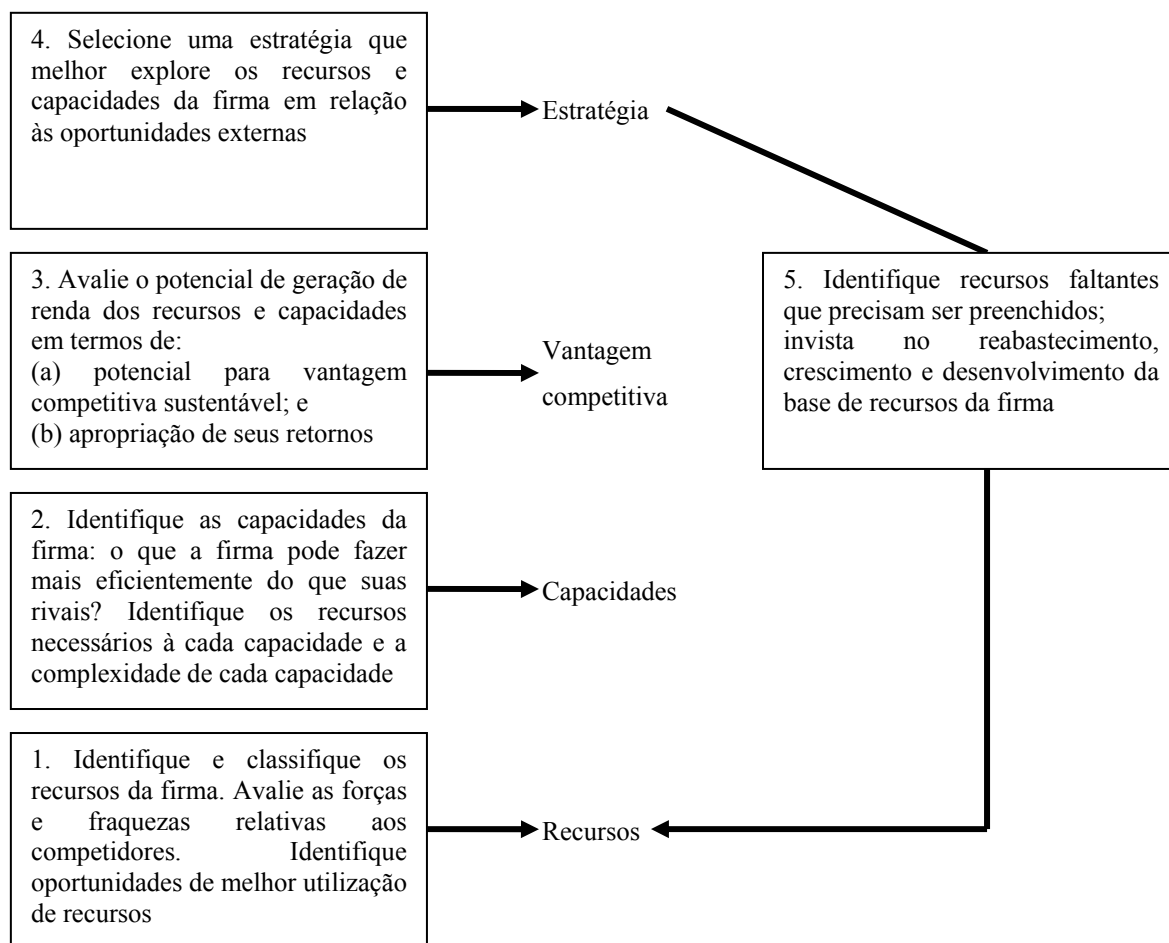 4. Selecione uma estratégia que
melhor explore os recursos e
capacidades da firma em relação
às oportunidades externas
Estratégia
3. Avalie o potencial de geração de
renda dos recursos e capacidades
em termos de:
(a) potencial para vantagem
competitiva sustentável; e
(b) apropriação de seus retornos
Vantagem
competitiva
5. Identifique recursos faltantes
que precisam ser preenchidos;
invista no reabastecimento,
crescimento e desenvolvimento da
base de recursos da firma
2. Identifique as capacidades da
firma: o que a firma pode fazer
mais eficientemente do que suas
rivais? Identifique os recursos
necessários à cada capacidade e a
complexidade de cada capacidade
Capacidades
1. Identifique e classifique os
recursos da firma. Avalie as forças
e fraquezas relativas aos
competidores. Identifique
oportunidades de melhor utilização
de recursos
Recursos